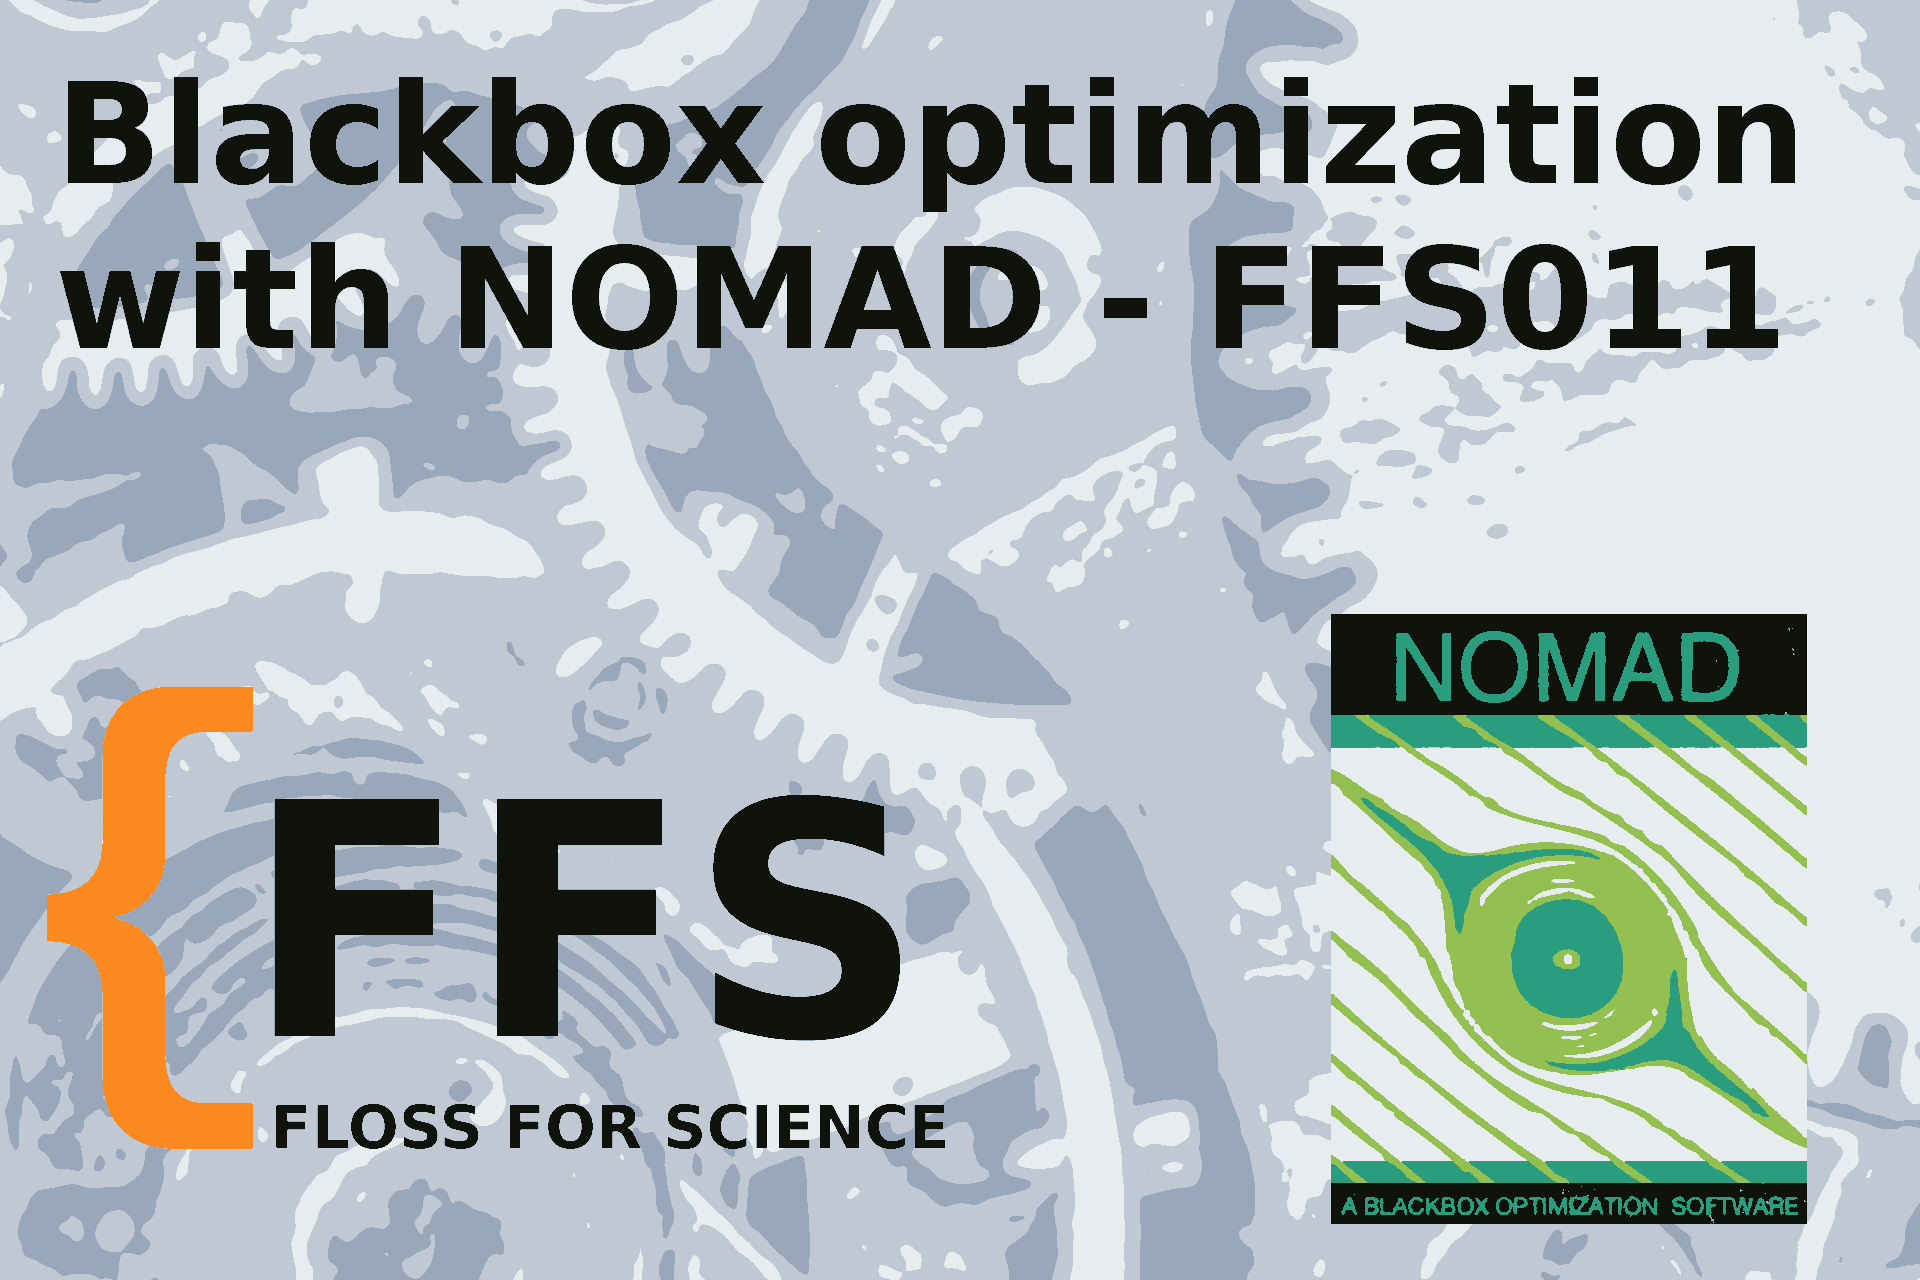 Blackbox optimization
with NOMAD - FFS011
NOMAD
{ FFS
FLOSS FOR SCIENCE
A BLACKBOX OPTIMIZATION SOFTWARE